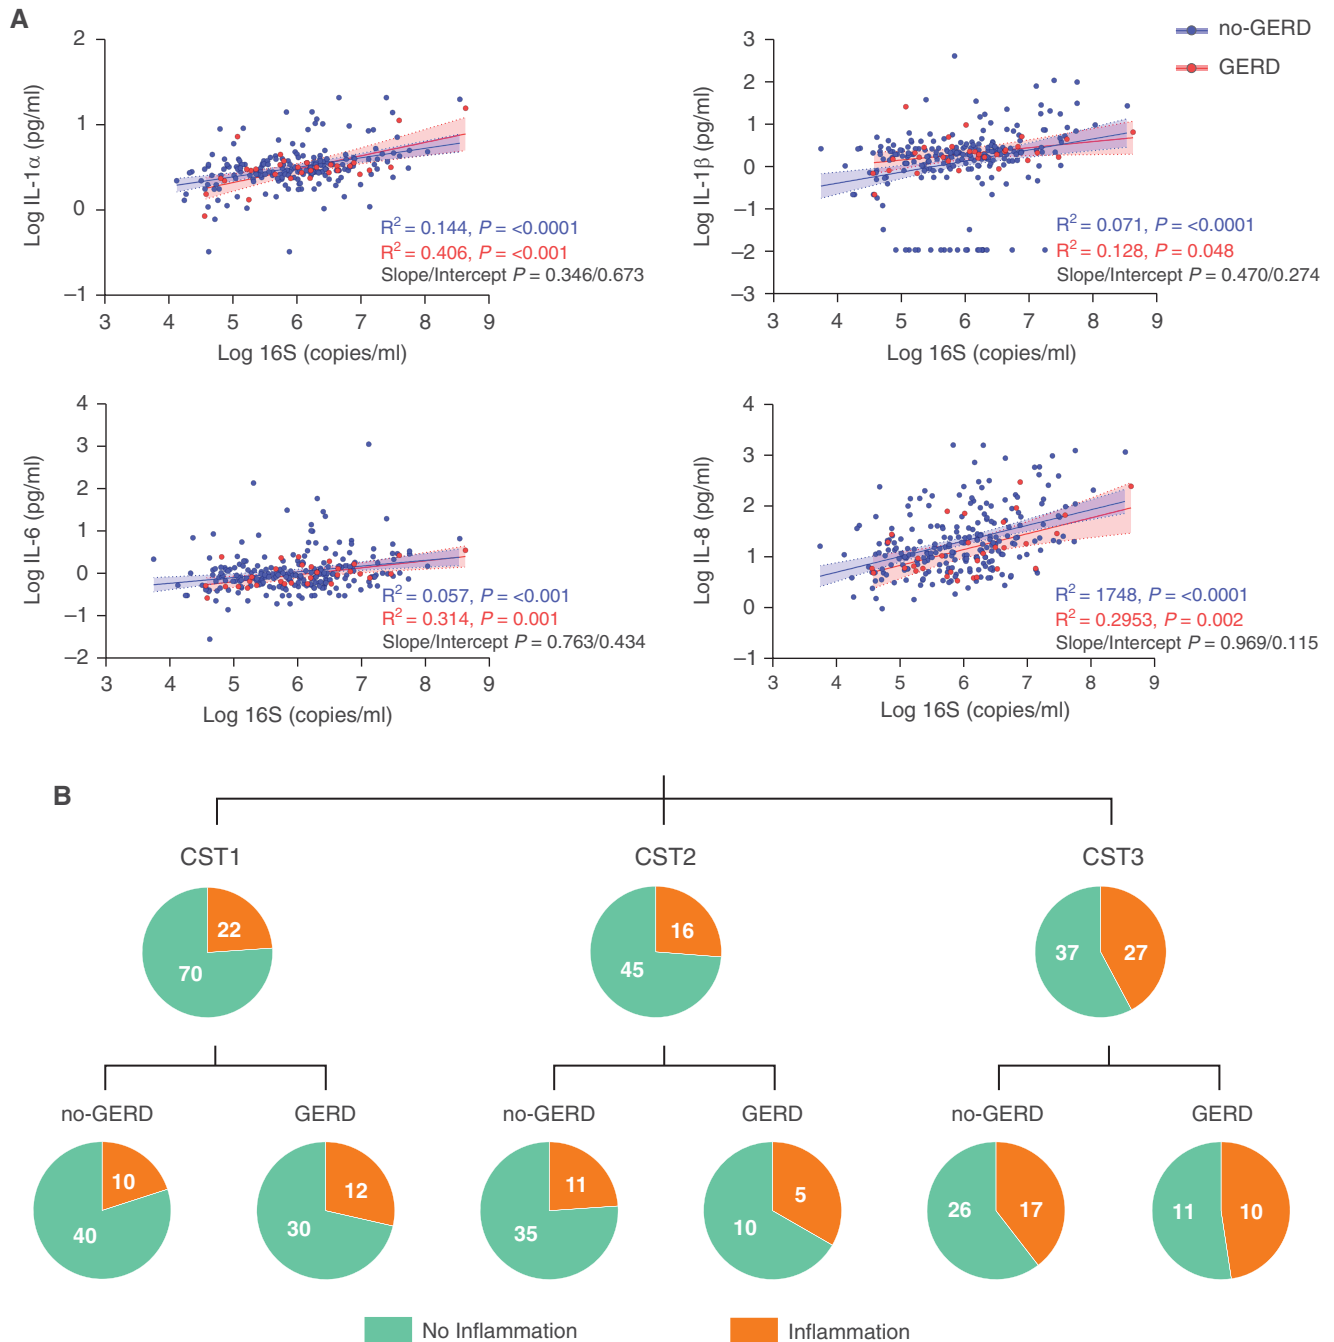 A
no-GERD
GERD
Log IL-1α (pg/ml)
2
1
0
−1
3 4 5 6 7 8 9
Log 16S (copies/ml)
R² = 0.144, P = <0.0001
R² = 0.406, P = <0.001
Slope/Intercept P = 0.346/0.673
Log IL-1β (pg/ml)
3
2
1
0
−1
−2
−3
3 4 5 6 7 8 9
Log 16S (copies/ml)
R² = 0.071, P = <0.0001
R² = 0.128, P = 0.048
Slope/Intercept P = 0.470/0.274
Log IL-6 (pg/ml)
4
3
2
1
0
−1
−2
3 4 5 6 7 8 9
Log 16S (copies/ml)
R² = 0.057, P = <0.001
R² = 0.314, P = 0.001
Slope/Intercept P = 0.763/0.434
Log IL-8 (pg/ml)
4
3
2
1
0
−1
3 4 5 6 7 8 9
Log 16S (copies/ml)
R² = 1748, P = <0.0001
R² = 0.2953, P = 0.002
Slope/Intercept P = 0.969/0.115
B
CST1 CST2 CST3
22 70
16 45
37 27
no-GERD GERD no-GERD GERD no-GERD GERD
10 40
12 30
11 35
5 10
26 17
11 10
No Inflammation Inflammation